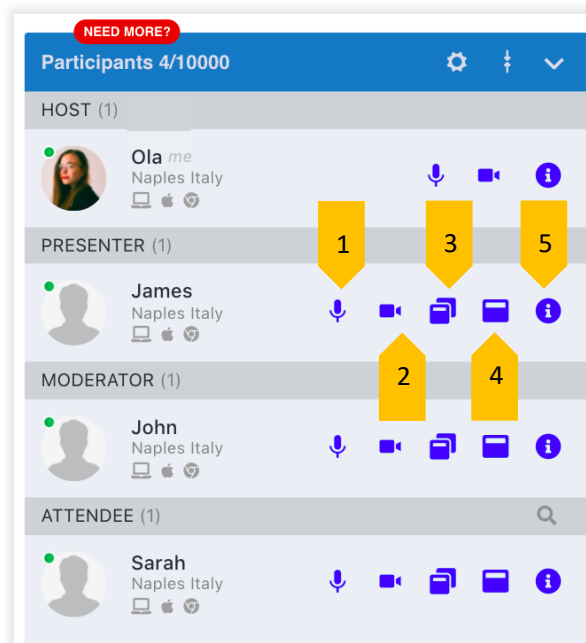 NEED MORE?
Participants 4/10000
HOST (1)
Ola me
Naples Italy
PRESENTER (1)
1
3
5
James
Naples Italy
2
4
MODERATOR (1)
John
Naples Italy
ATTENDEE (1)
Sarah
Naples Italy